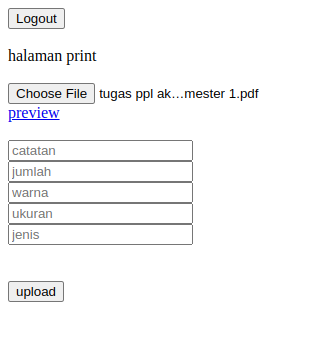 Logout
halaman print
Choose File tugas ppl ak...mester 1.pdf
preview
catatan
jumlah
warna
ukuran
jenis
upload